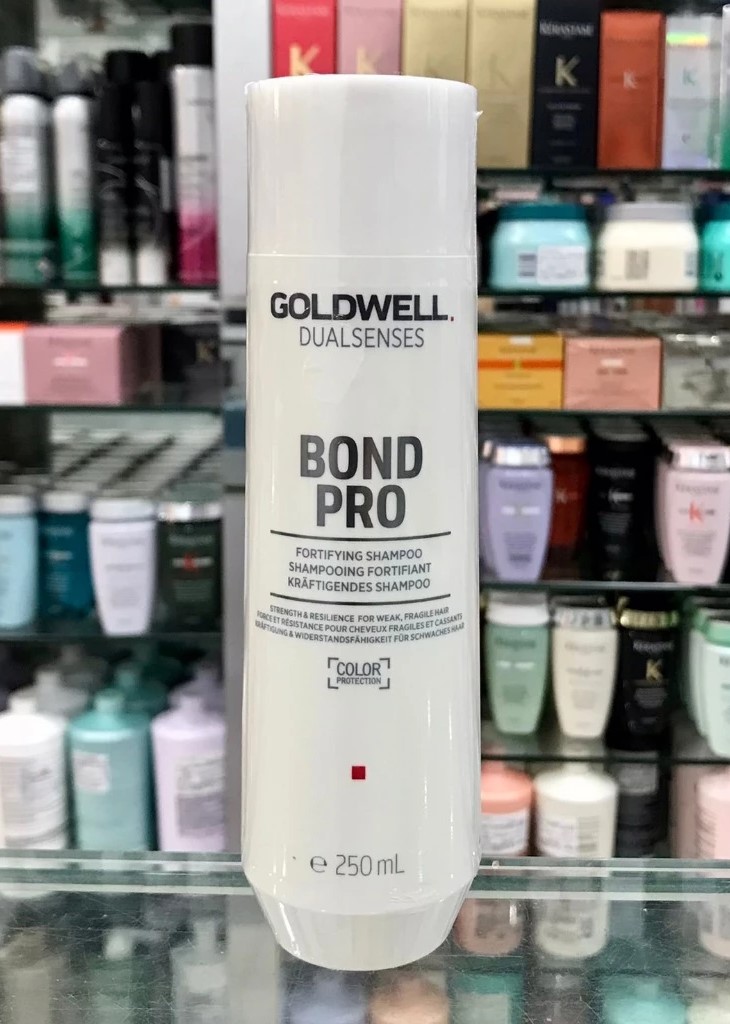 KÉRASTASE
GOLDWELL.
DUALSENSES
BOND
PRO
FORTIFYING SHAMPOO
SHAMPOOING FORTIFIANT
KRÄFTIGENDES SHAMPOO
STRENGTH & RESILIENCE FOR WEAK, FRAGILE HAIR
FORCE ET RÉSISTANCE POUR CHEVEUX FRAGILES ET CASSANTS
KRÄFTIGUNG & WIDERSTANDSFÄHIGKEIT FÜR SCHWACHES HAAR
COLOR
PROTECTION
℮ 250 mL